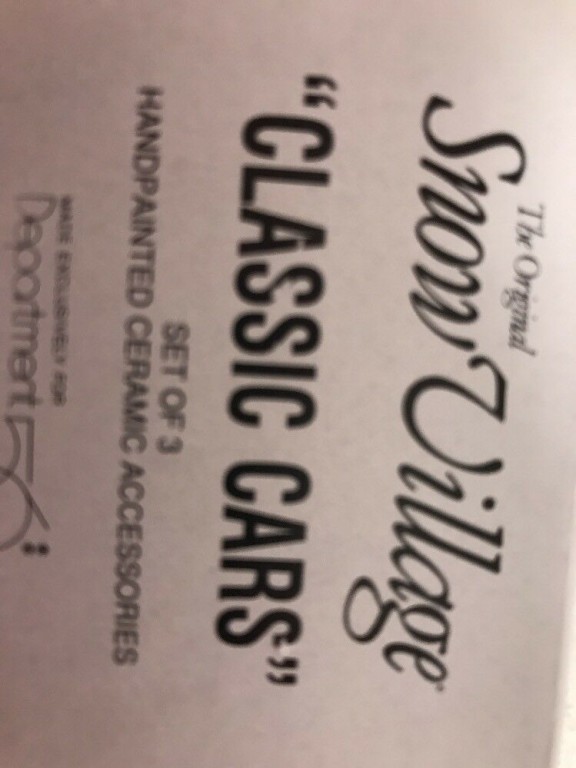 The Original
Snow Village
"CLASSIC CARS"
SET OF 3
HANDPAINTED CERAMIC ACCESSORIES
MADE EXCLUSIVELY FOR
Department 56